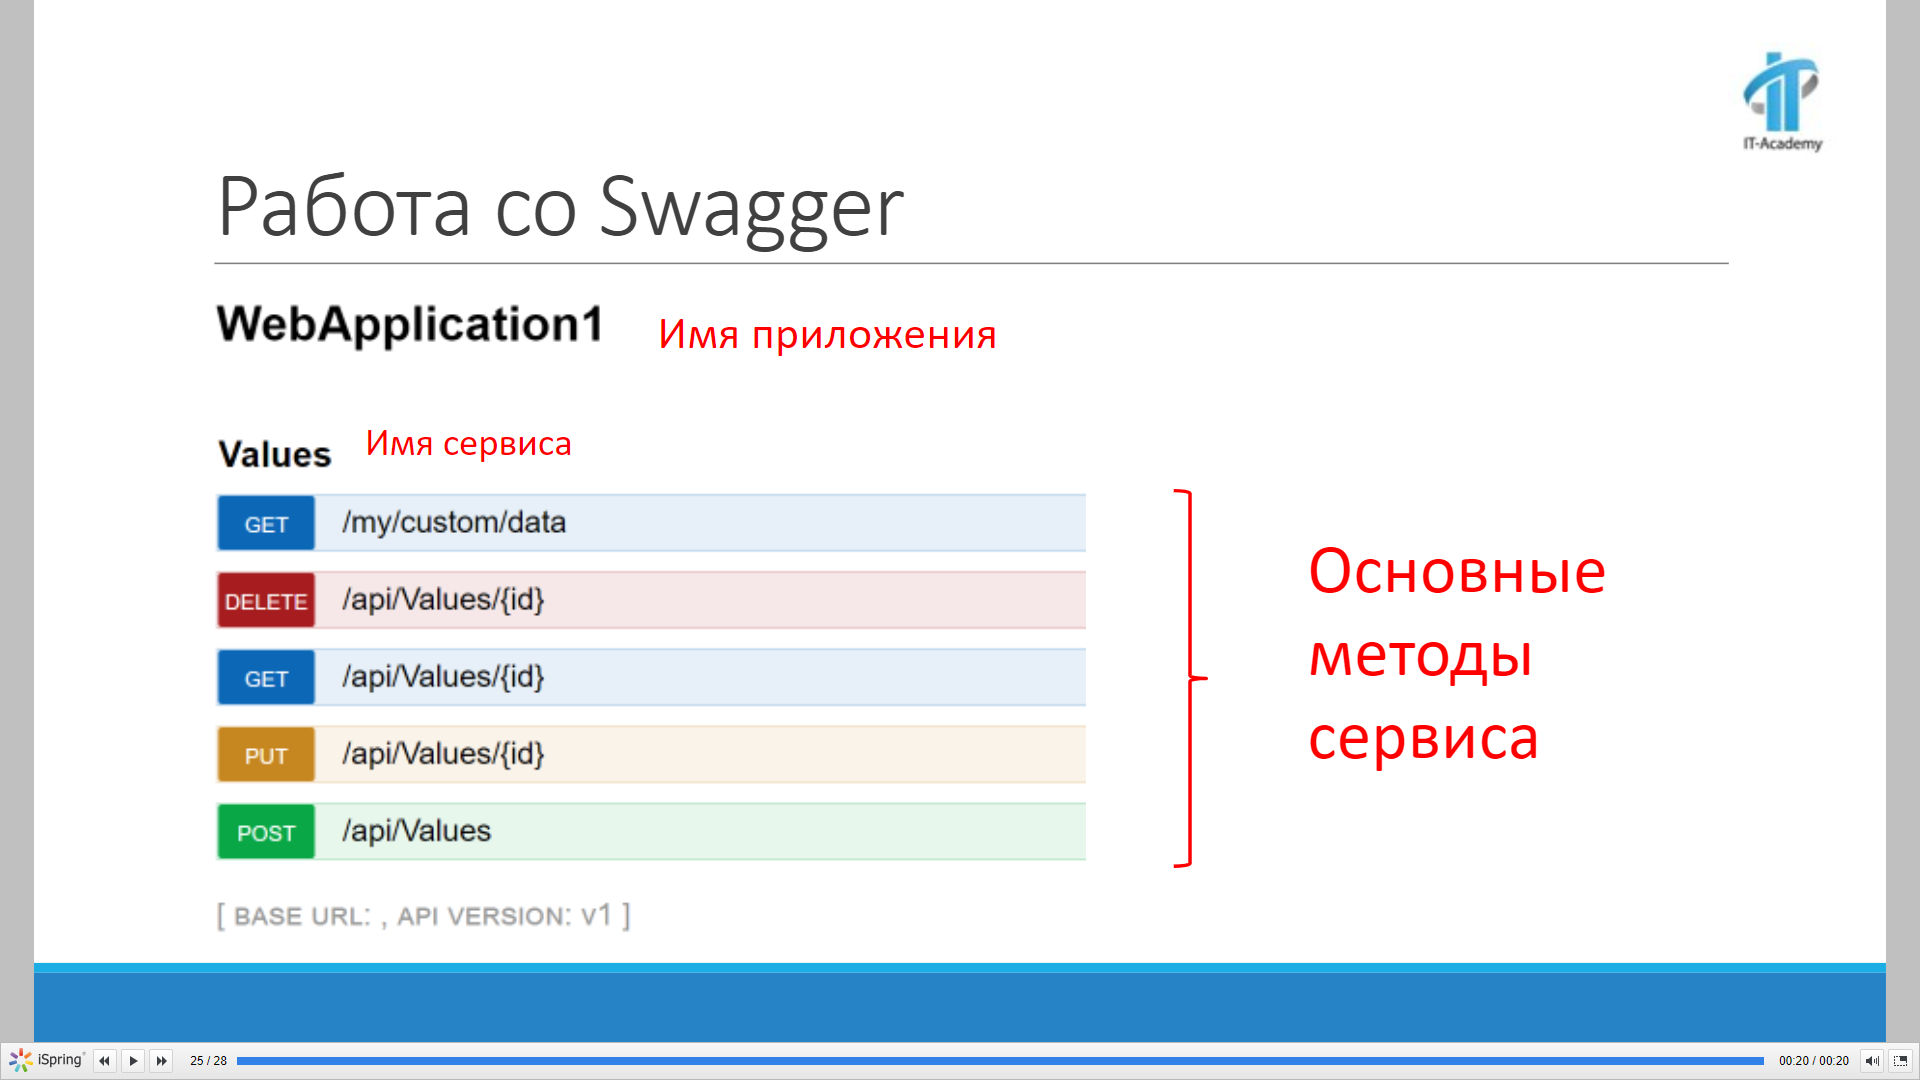 IT-Academy
Работа со Swagger
WebApplication1 Имя приложения
Values Имя сервиса
GET /my/custom/data
DELETE /api/Values/{id}
GET /api/Values/{id}
PUT /api/Values/{id}
POST /api/Values
Основные
методы
сервиса
[ BASE URL: , API VERSION: v1 ]
iSpring 25 / 28 00:20 / 00:20